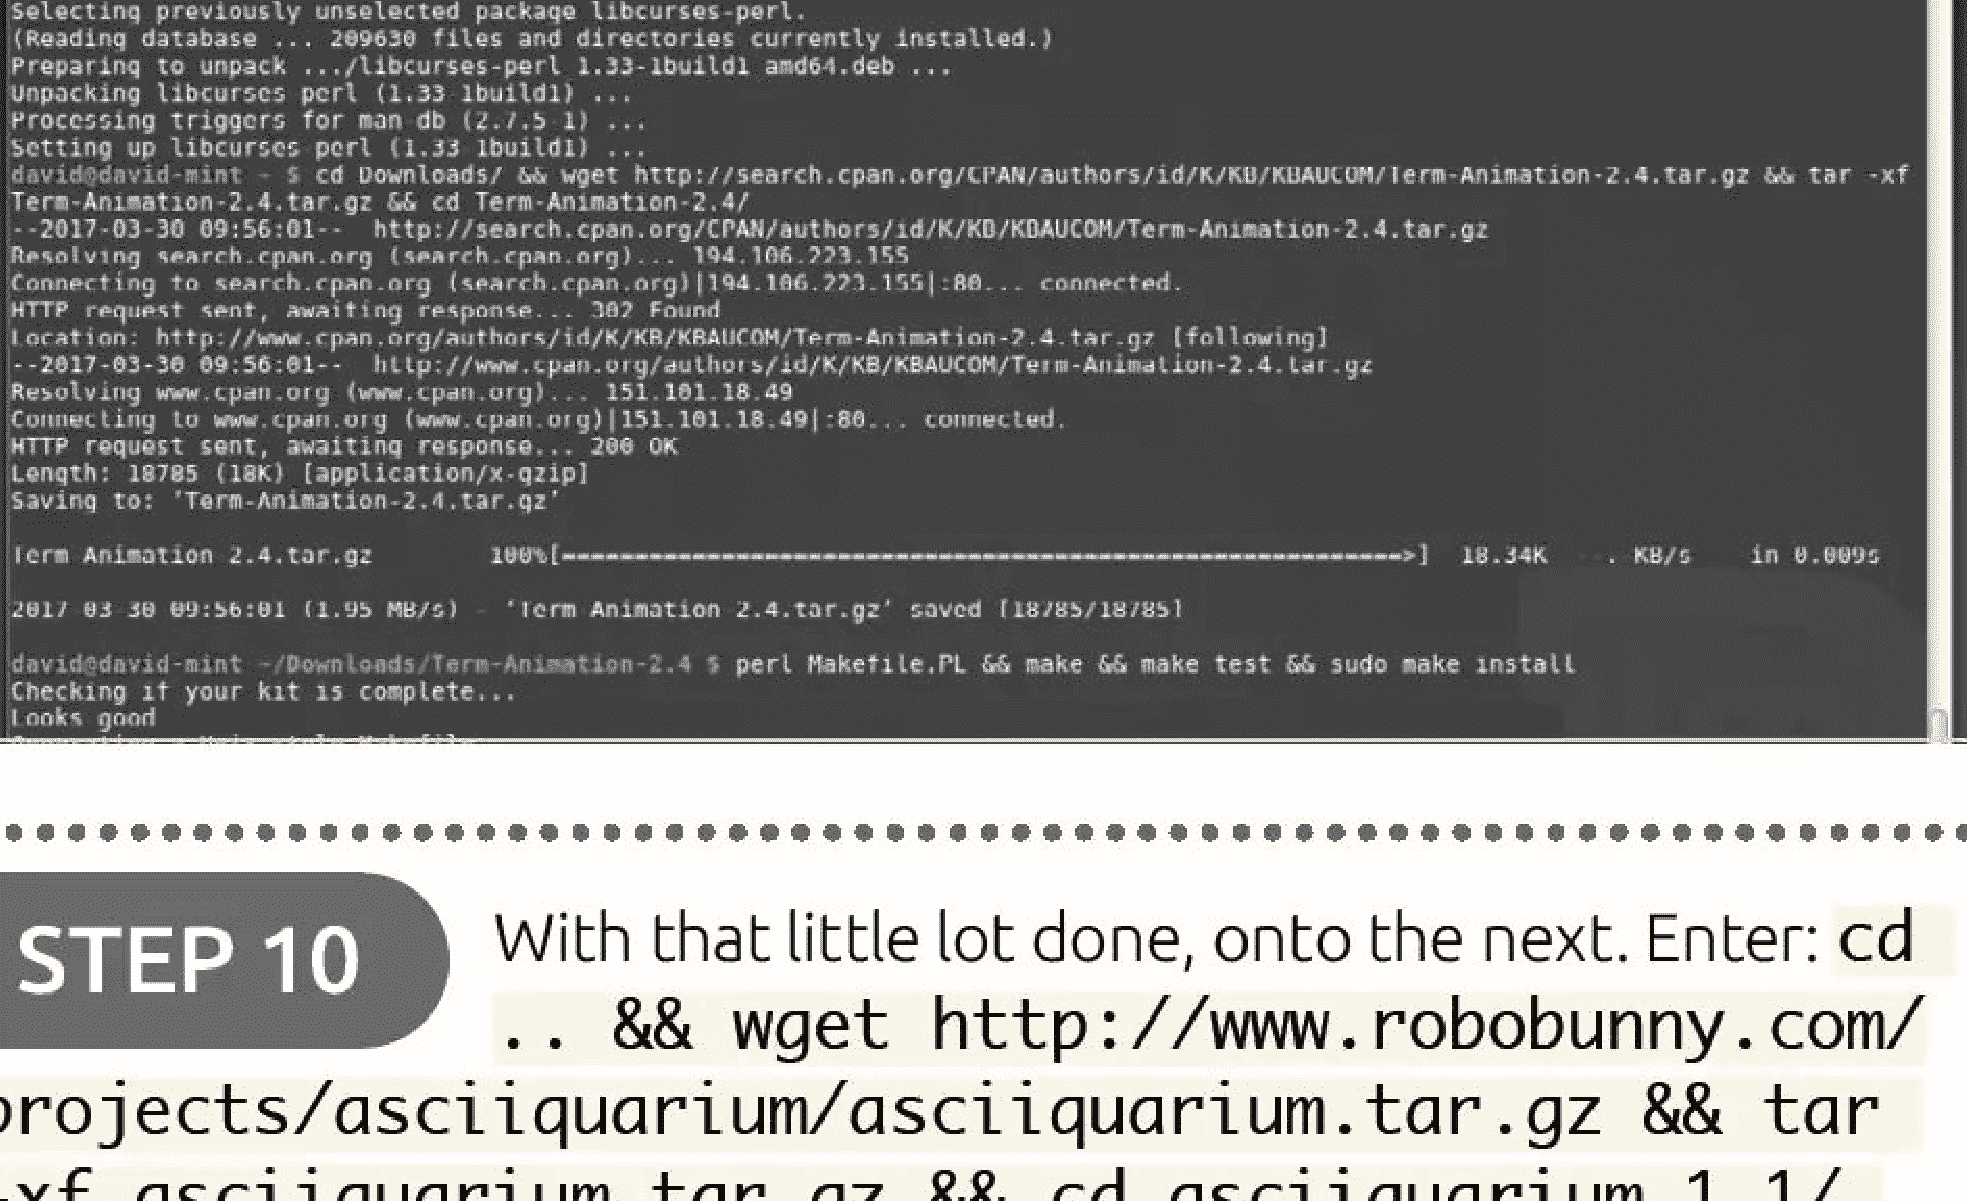 Selecting previously unselected package libcurses-perl.
(Reading database ... 209630 files and directories currently installed.)
Preparing to unpack .../libcurses-perl 1.33-1build1 amd64.deb ...
Unpacking libcurses perl (1.33 1build1) ...
Processing triggers for man db (2.7.5 1) ...
Setting up libcurses perl (1.33 1build1) ...
david@david-mint ~ $ cd Downloads/ && wget http://search.cpan.org/CPAN/authors/id/K/KB/KBAUCOM/Term-Animation-2.4.tar.gz && tar -xf
Term-Animation-2.4.tar.gz && cd Term-Animation-2.4/
--2017-03-30 09:56:01--  http://search.cpan.org/CPAN/authors/id/K/KB/KBAUCOM/Term-Animation-2.4.tar.gz
Resolving search.cpan.org (search.cpan.org)... 194.106.223.155
Connecting to search.cpan.org (search.cpan.org)|194.106.223.155|:80... connected.
HTTP request sent, awaiting response... 302 Found
Location: http://www.cpan.org/authors/id/K/KB/KBAUCOM/Term-Animation-2.4.tar.gz [following]
--2017-03-30 09:56:01--  http://www.cpan.org/authors/id/K/KB/KBAUCOM/Term-Animation-2.4.tar.gz
Resolving www.cpan.org (www.cpan.org)... 151.101.18.49
Connecting to www.cpan.org (www.cpan.org)|151.101.18.49|:80... connected.
HTTP request sent, awaiting response... 200 OK
Length: 18785 (18K) [application/x-gzip]
Saving to: ‘Term-Animation-2.4.tar.gz’
Term Animation 2.4.tar.gz 100%[==========================================================>] 18.34K --.-KB/s in 0.009s
2017 03 30 09:56:01 (1.95 MB/s) - ‘Term Animation 2.4.tar.gz’ saved [18785/18785]
david@david-mint ~/Downloads/Term-Animation-2.4 $ perl Makefile.PL && make && make test && sudo make install
Checking if your kit is complete...
Looks good
STEP 10 With that little lot done, onto the next. Enter: cd
.. && wget http://www.robobunny.com/
projects/asciiquarium/asciiquarium.tar.gz && tar
-xf asciiquarium.tar.gz && cd asciiquarium_1.1/